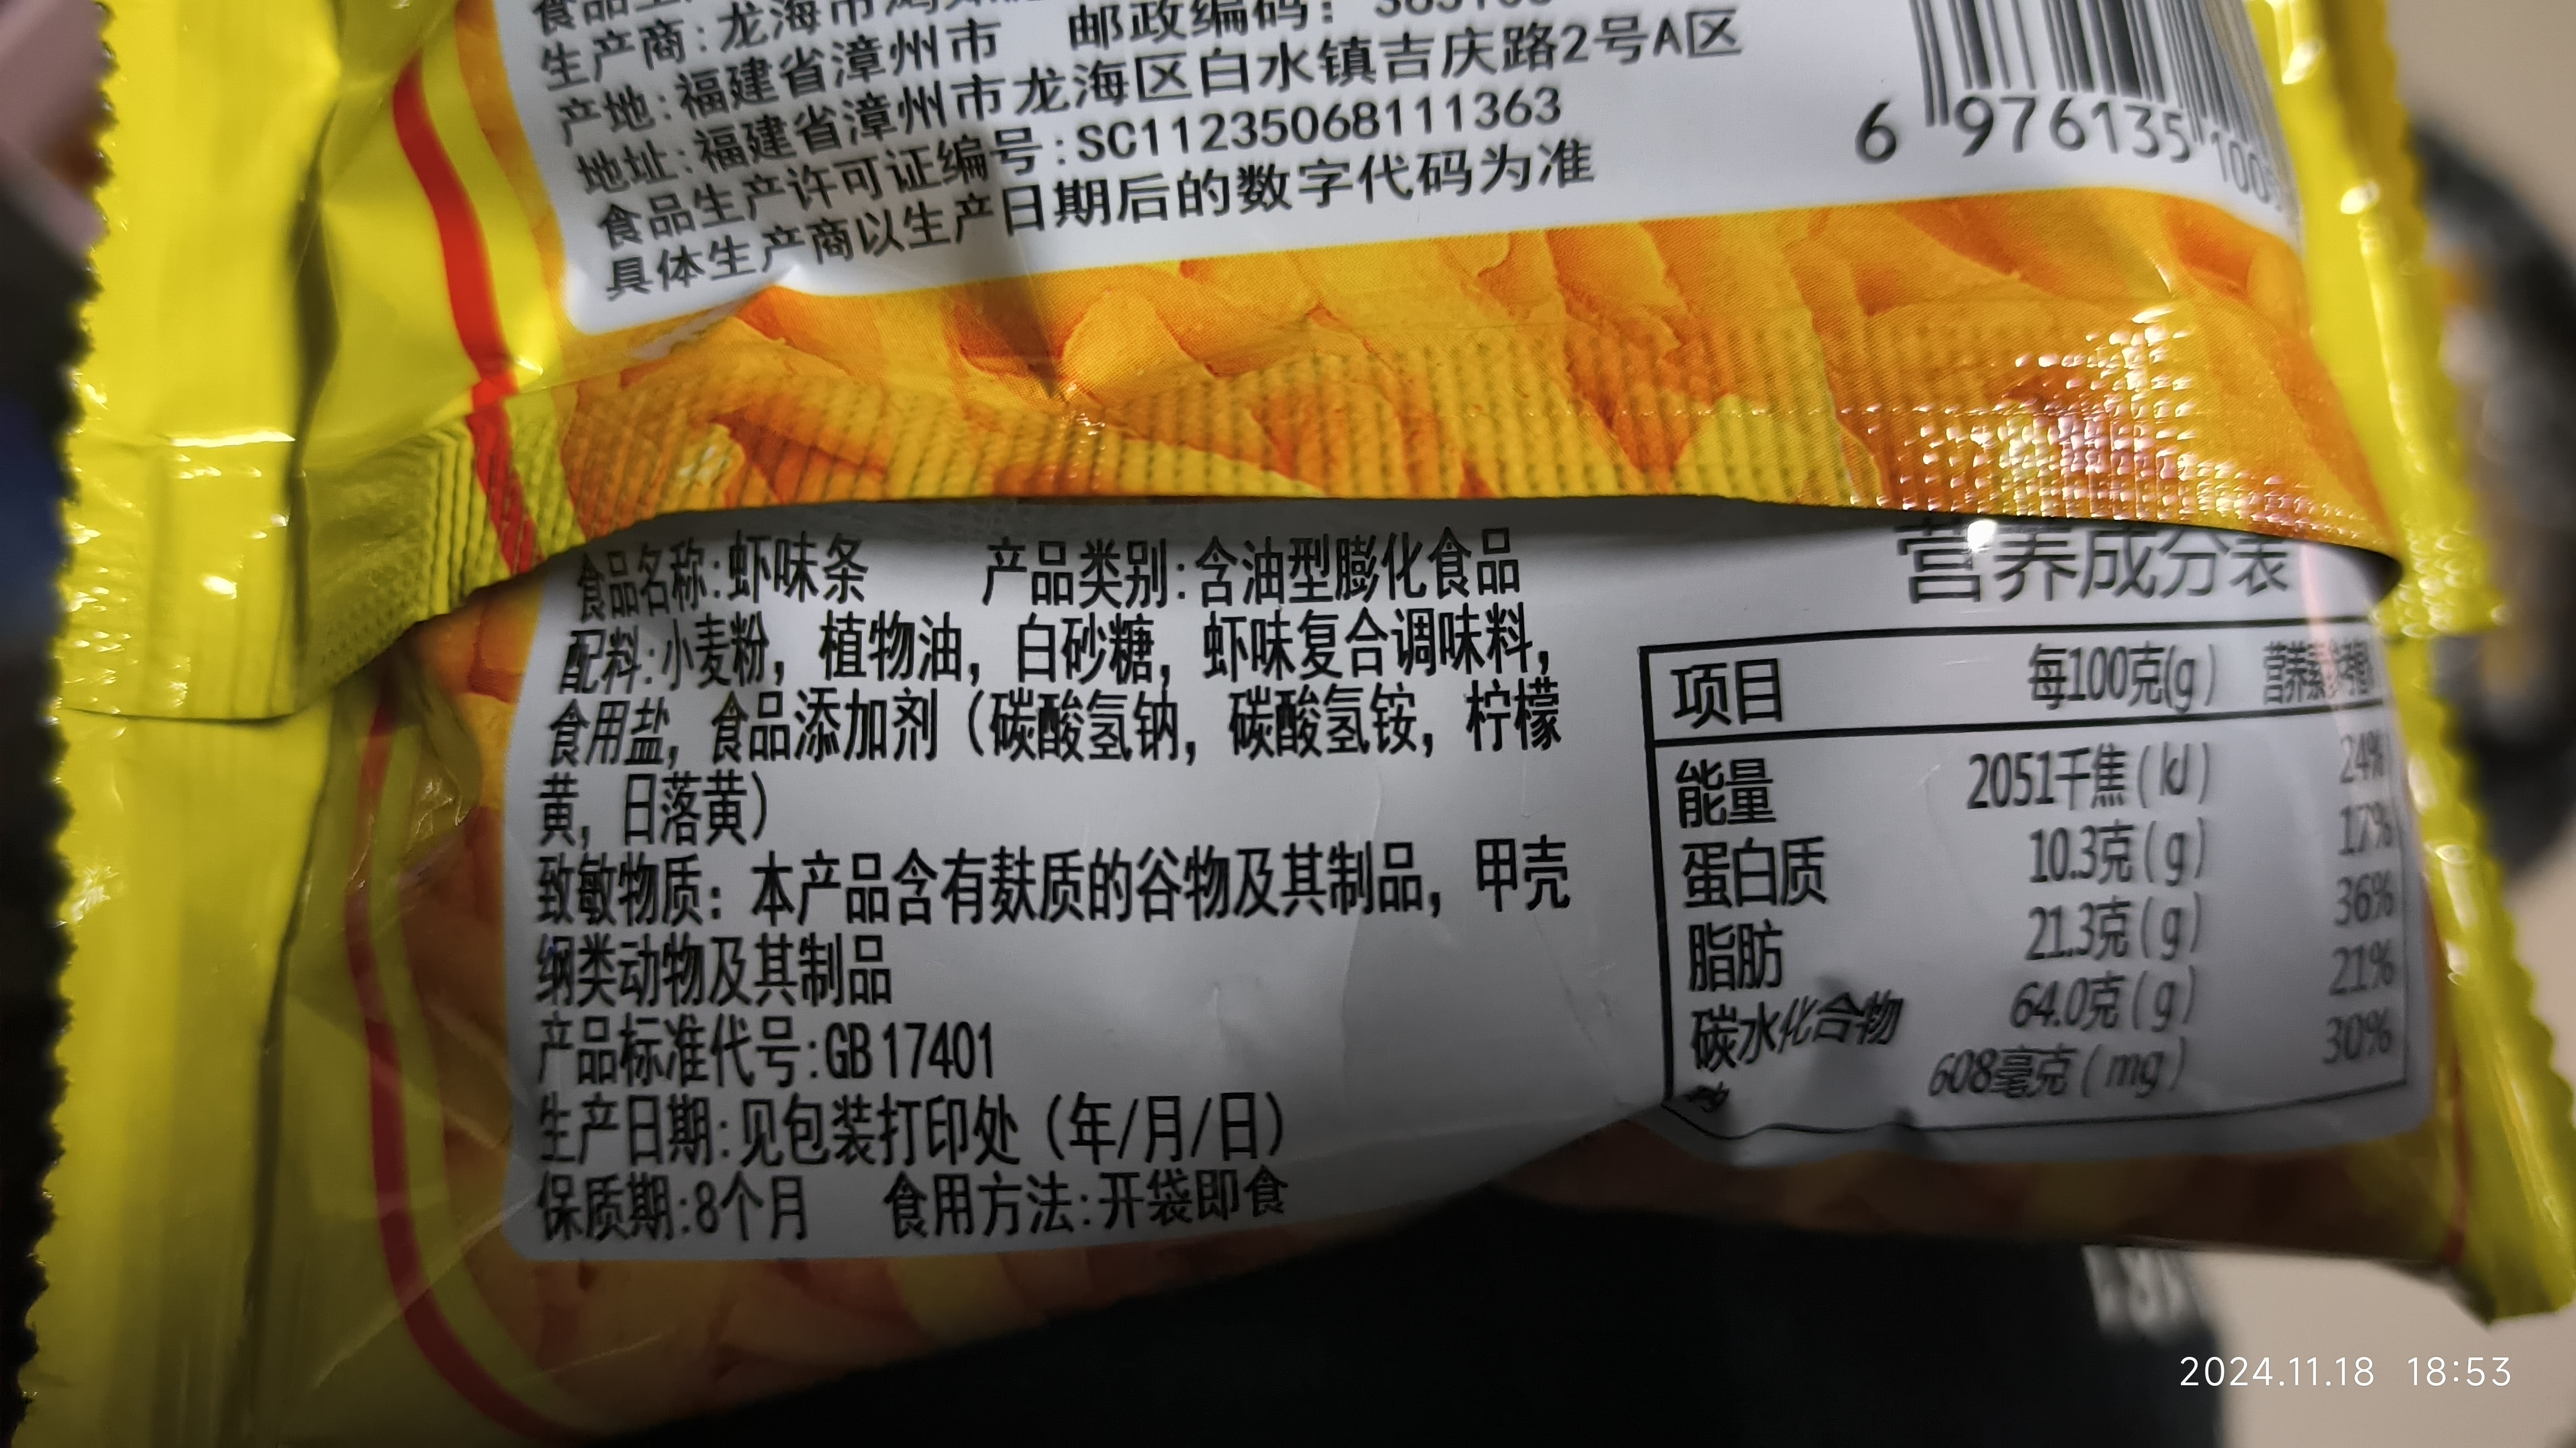 生产商:龙海市
产地:福建省漳州市 邮政编码:
地址:福建省漳州市龙海区白水镇吉庆路2号A区
食品生产许可证编号:SC11235068111363
具体生产商以生产日期后的数字代码为准
6 976135 100
食品名称:虾味条 产品类别:含油型膨化食品
配料:小麦粉，植物油，白砂糖，虾味复合调味料，
食用盐，食品添加剂（碳酸氢钠，碳酸氢铵，柠檬
黄，日落黄）
致敏物质：本产品含有麸质的谷物及其制品，甲壳
纲类动物及其制品
产品标准代号:GB 17401
生产日期:见包装打印处（年/月/日）
保质期:8个月 食用方法:开袋即食
营养成分表
项目 每100克(g) 营养素参考值%
能量 2051千焦(kJ) 24%
蛋白质 10.3克(g) 17%
脂肪 21.3克(g) 36%
碳水化合物 64.0克(g) 21%
608毫克(mg) 30%
2024.11.18 18:53